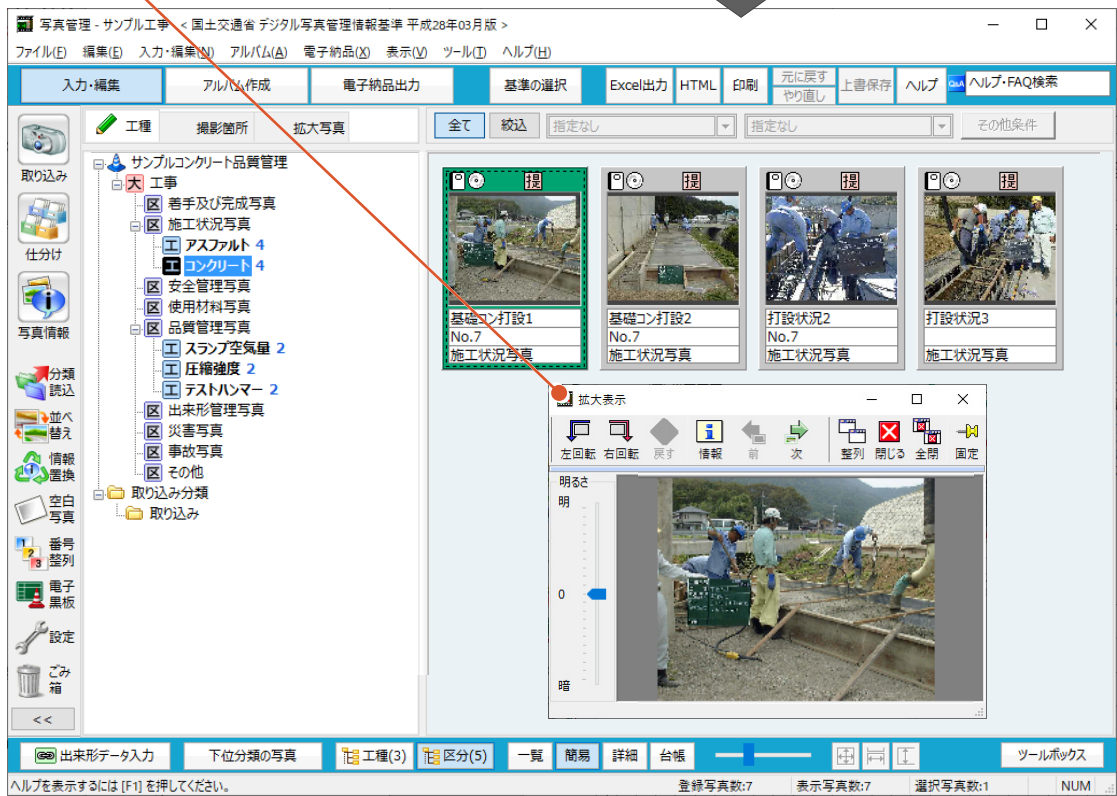 写真管理 - サンプル工事 < 国土交通省 デジタル写真管理情報基準 平成28年03月版 >
ファイル(F) 編集(E) 入力・編集(N) アルバム(A) 電子納品(X) 表示(V) ツール(T) ヘルプ(H)
入力・編集 アルバム作成 電子納品出力 基準の選択 Excel出力 HTML 印刷 元に戻す やり直し 上書保存 ヘルプ Q&A ヘルプ・FAQ検索
工種 撮影箇所 拡大写真 全て 絞込 指定なし 指定なし その他条件
取り込み
仕分け
写真情報
分類読込
並べ替え
情報置換
空白写真
1 2 3 番号整列
電子黒板
設定
ごみ箱
<<
サンプルコンクリート品質管理
大 工事
区 着手及び完成写真
区 施工状況写真
工 アスファルト 4
工 コンクリート 4
区 安全管理写真
区 使用材料写真
区 品質管理写真
工 スランプ空気量 2
工 圧縮強度 2
工 テストハンマー 2
区 出来形管理写真
区 災害写真
区 事故写真
区 その他
取り込み分類
取り込み
提
基礎コン打設1
No.7
施工状況写真
提
基礎コン打設2
No.7
施工状況写真
提
打設状況2
No.7
施工状況写真
提
打設状況3
施工状況写真
拡大表示
左回転 右回転 戻す 情報 前 次 整列 閉じる 全閉 固定
明るさ
明
0
暗
出来形データ入力 下位分類の写真 工種(3) 区分(5) 一覧 簡易 詳細 台帳 ツールボックス
ヘルプを表示するには [F1] を押してください。 登録写真数:7 表示写真数:7 選択写真数:1 NUM